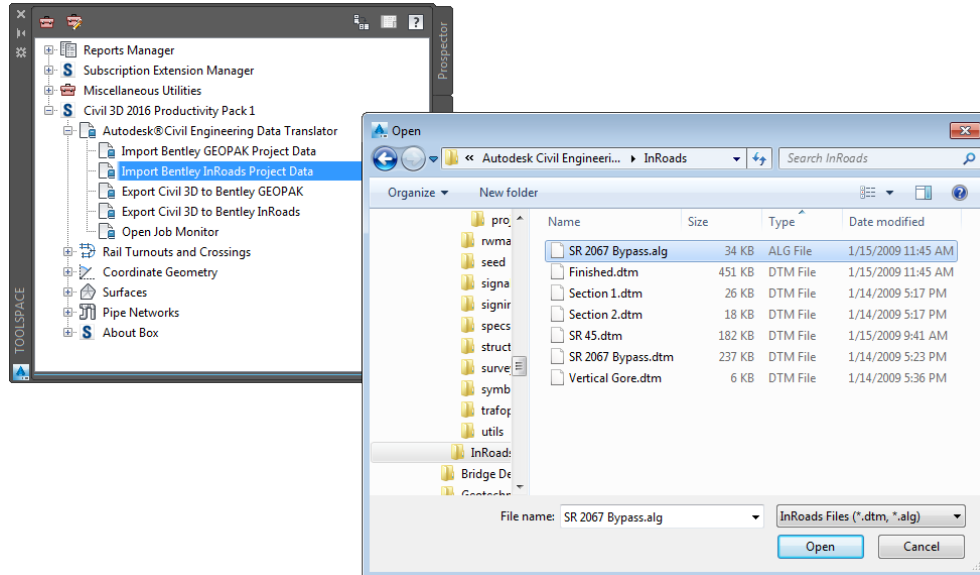 Prospector
TOOLSPACE
Reports Manager
Subscription Extension Manager
Miscellaneous Utilities
Civil 3D 2016 Productivity Pack 1
Autodesk®Civil Engineering Data Translator
Import Bentley GEOPAK Project Data
Import Bentley InRoads Project Data
Export Civil 3D to Bentley GEOPAK
Export Civil 3D to Bentley InRoads
Open Job Monitor
Rail Turnouts and Crossings
Coordinate Geometry
Surfaces
Pipe Networks
About Box
Open
« Autodesk Civil Engineeri... InRoads
Search InRoads
Organize New folder
Name Size Type Date modified
SR 2067 Bypass.alg 34 KB ALG File 1/15/2009 11:45 AM
Finished.dtm 451 KB DTM File 1/15/2009 11:45 AM
Section 1.dtm 26 KB DTM File 1/14/2009 5:17 PM
Section 2.dtm 18 KB DTM File 1/14/2009 5:17 PM
SR 45.dtm 182 KB DTM File 1/15/2009 9:41 AM
SR 2067 Bypass.dtm 237 KB DTM File 1/14/2009 5:23 PM
Vertical Gore.dtm 6 KB DTM File 1/14/2009 5:36 PM
proj
rwma
seed
signa
signir
specs
struct
surve
symb
trafop
utils
InRoads
Bridge De
File name: SR 2067 Bypass.alg
InRoads Files (*.dtm, *.alg)
Open Cancel